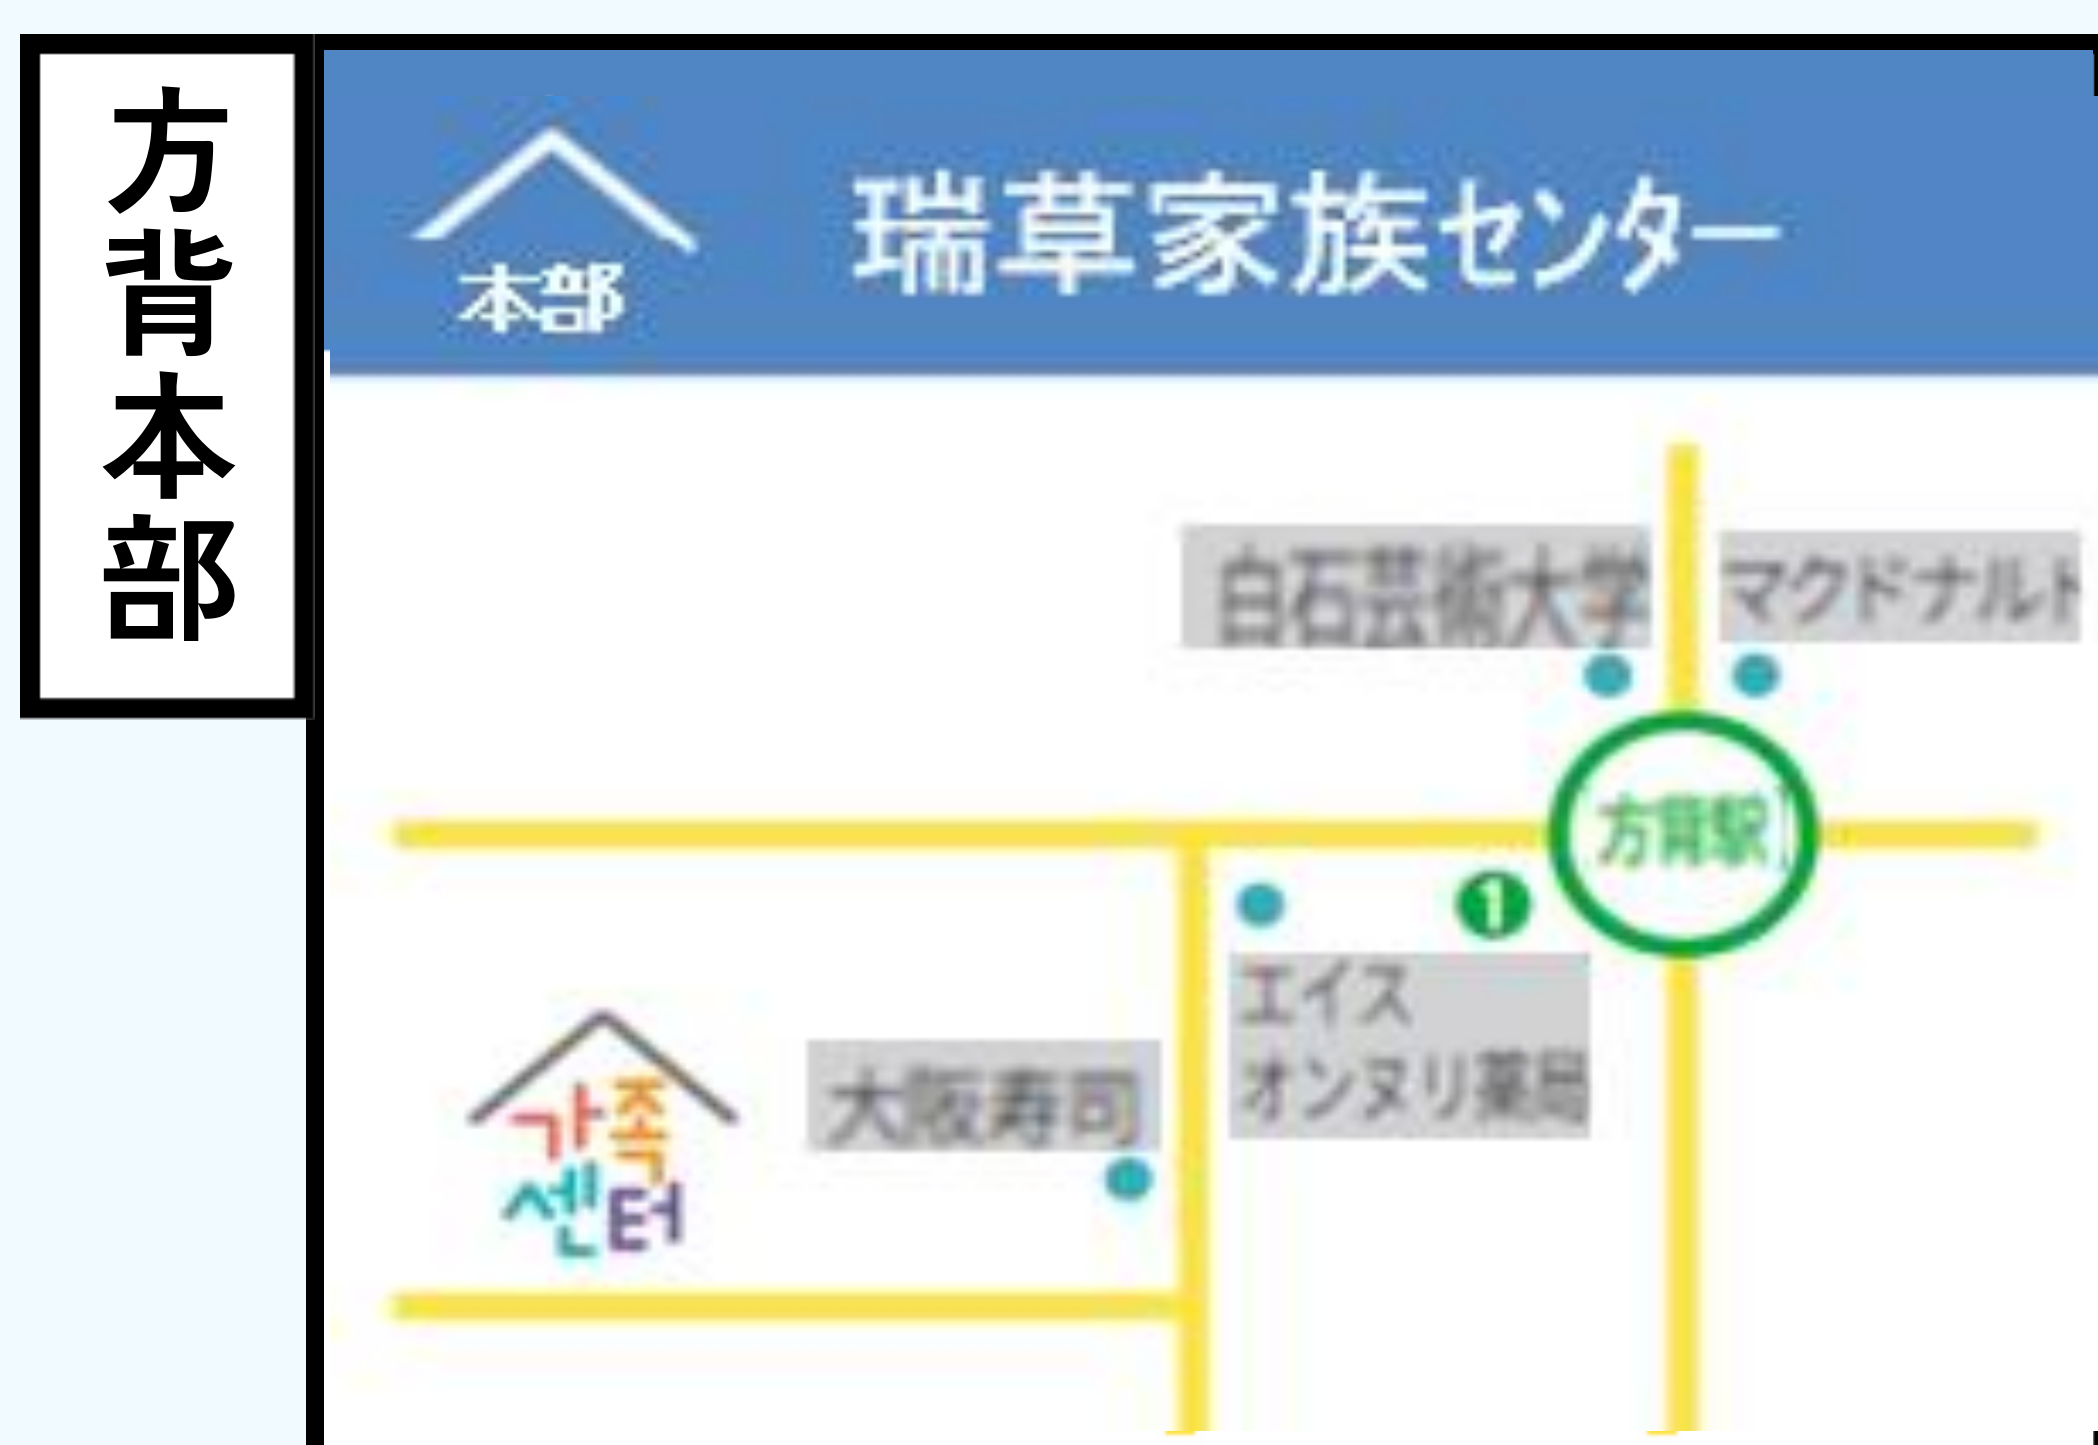 方背本部
本部
瑞草家族センター
白石芸術大学
マクドナルド
方背駅
1
エイス
オンヌリ薬局
大阪寿司
가족
센터